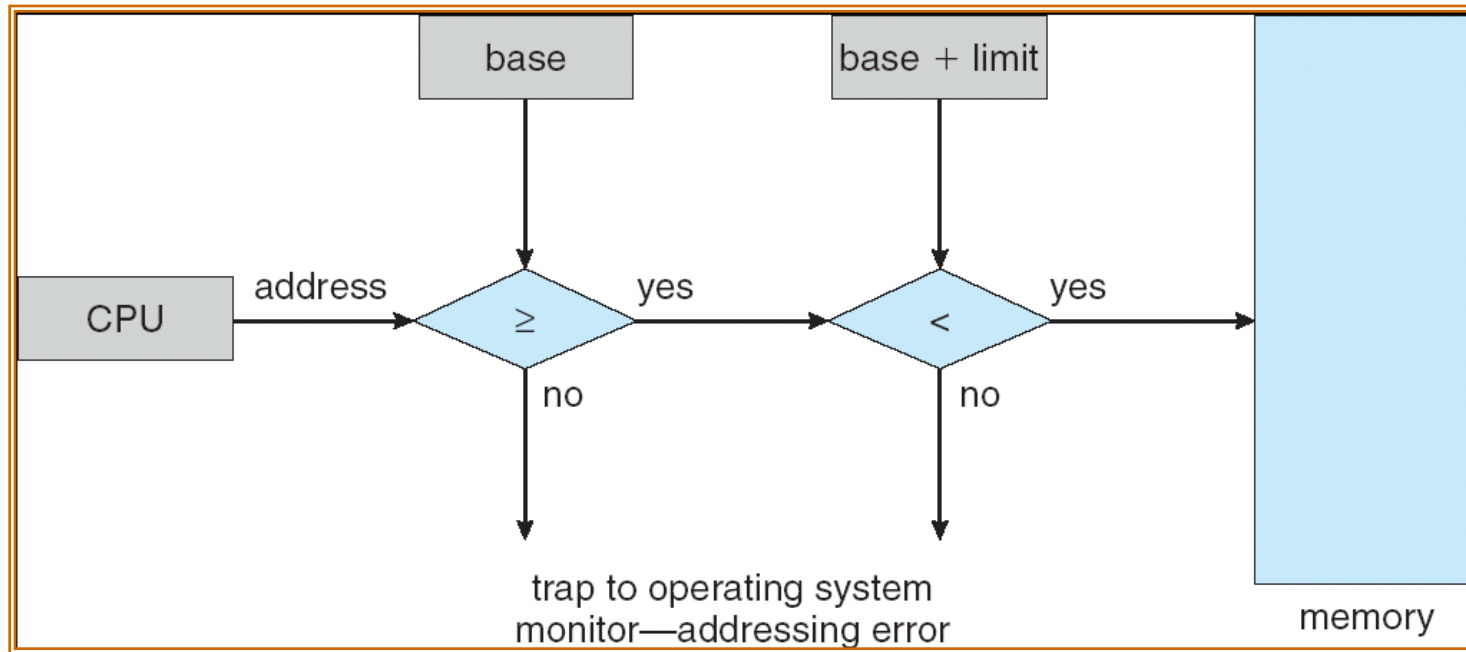 base
base + limit
CPU
address
≥
yes
<
yes
no
no
trap to operating system
monitor—addressing error
memory